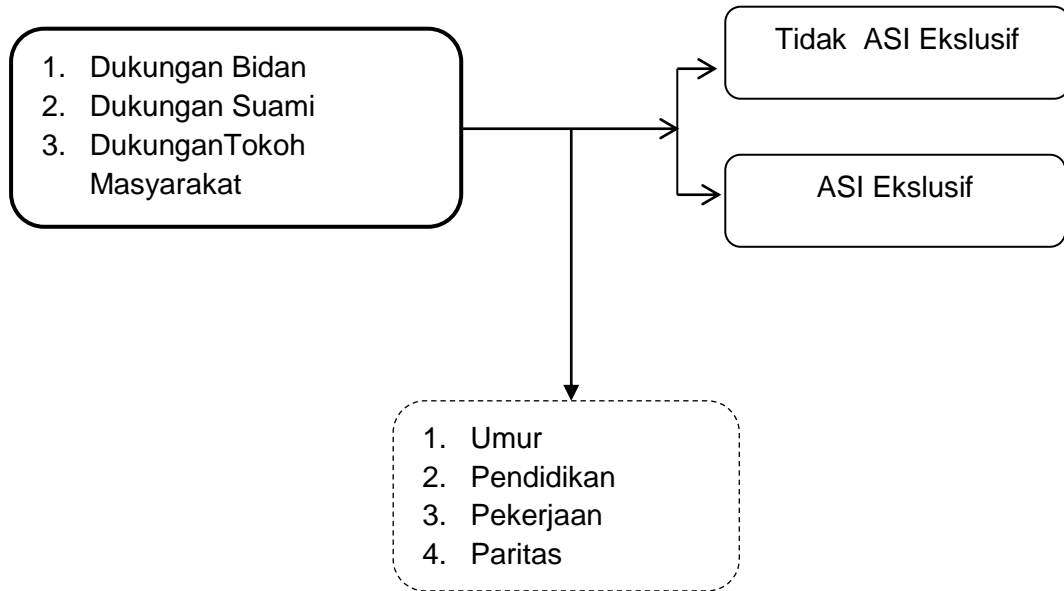 1. Dukungan Bidan
2. Dukungan Suami
3. DukunganTokoh
Masyarakat
Tidak ASI Ekslusif
ASI Ekslusif
1. Umur
2. Pendidikan
3. Pekerjaan
4. Paritas